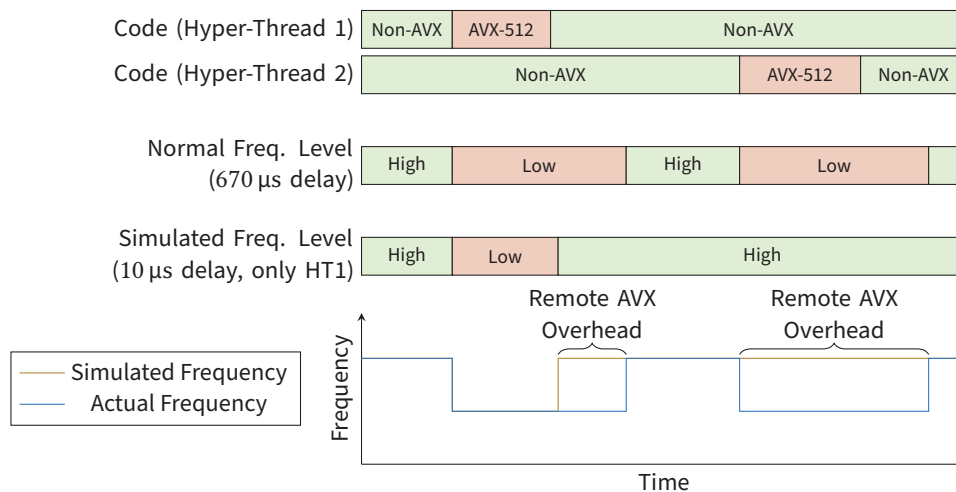 Code (Hyper-Thread 1)
Non-AVX
AVX-512
Non-AVX
Code (Hyper-Thread 2)
Non-AVX
AVX-512
Non-AVX
Normal Freq. Level
(670 µs delay)
High
Low
High
Low
Simulated Freq. Level
(10 µs delay, only HT1)
High
Low
High
Remote AVX
Overhead
Remote AVX
Overhead
Simulated Frequency
Actual Frequency
Frequency
Time